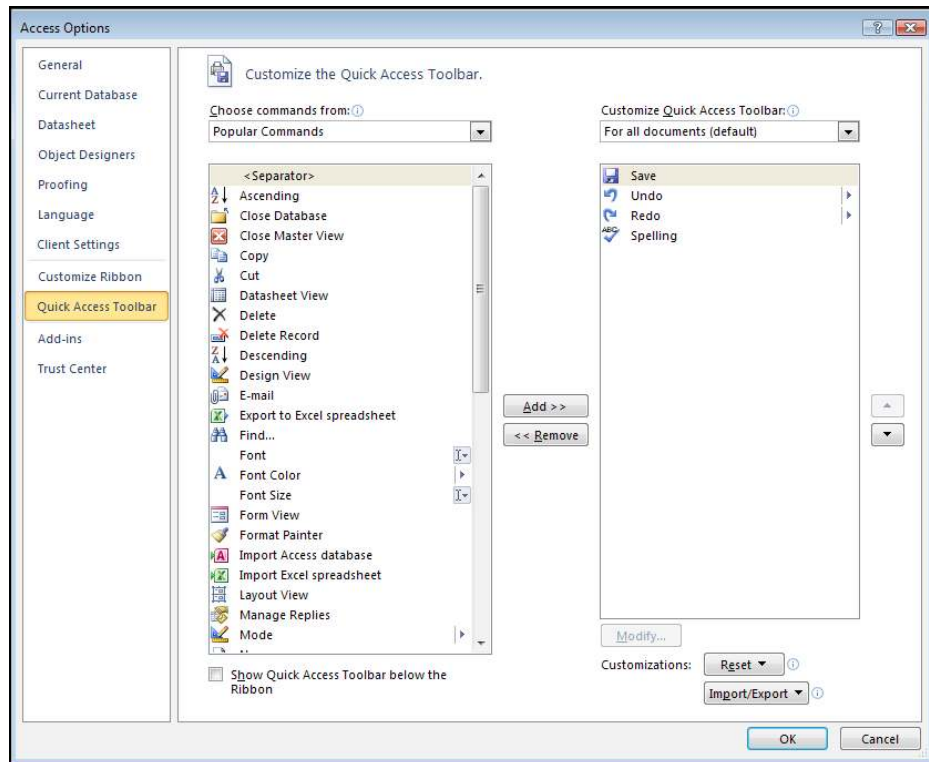 Access Options
General
Current Database
Datasheet
Object Designers
Proofing
Language
Client Settings
Customize Ribbon
Quick Access Toolbar
Add-ins
Trust Center
Customize the Quick Access Toolbar.
Choose commands from:
Popular Commands
<Separator>
Ascending
Close Database
Close Master View
Copy
Cut
Datasheet View
Delete
Delete Record
Descending
Design View
E-mail
Export to Excel spreadsheet
Find...
Font
Font Color
Font Size
Form View
Format Painter
Import Access database
Import Excel spreadsheet
Layout View
Manage Replies
Mode
Show Quick Access Toolbar below the
Ribbon
Add >>
<< Remove
Customize Quick Access Toolbar:
For all documents (default)
Save
Undo
Redo
Spelling
Modify...
Customizations:
Reset
Import/Export
OK
Cancel